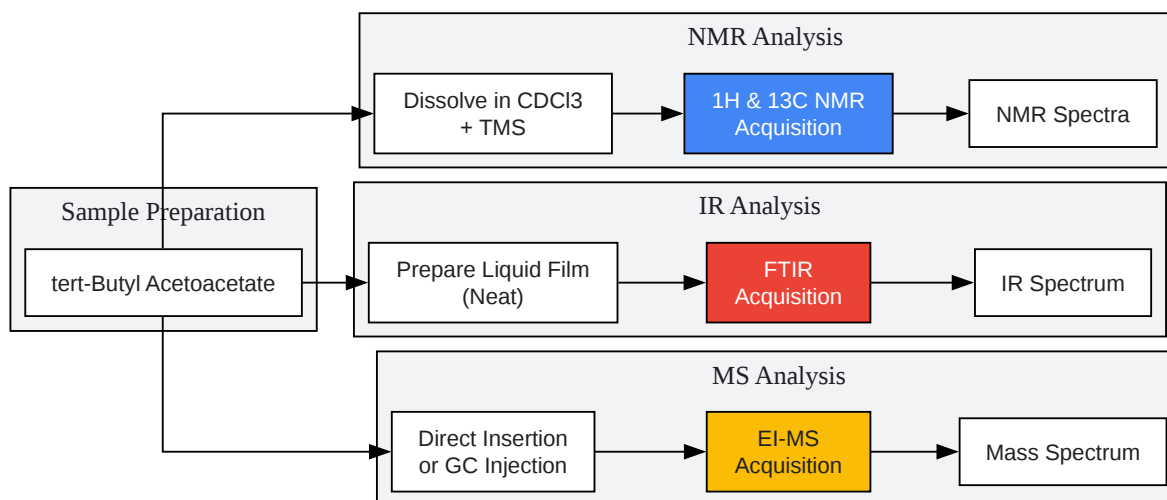 NMR Analysis
Dissolve in CDCl3
+ TMS
1H & 13C NMR
Acquisition
NMR Spectra
Sample Preparation
tert-Butyl Acetoacetate
IR Analysis
Prepare Liquid Film
(Neat)
FTIR
Acquisition
IR Spectrum
MS Analysis
Direct Insertion
or GC Injection
EI-MS
Acquisition
Mass Spectrum